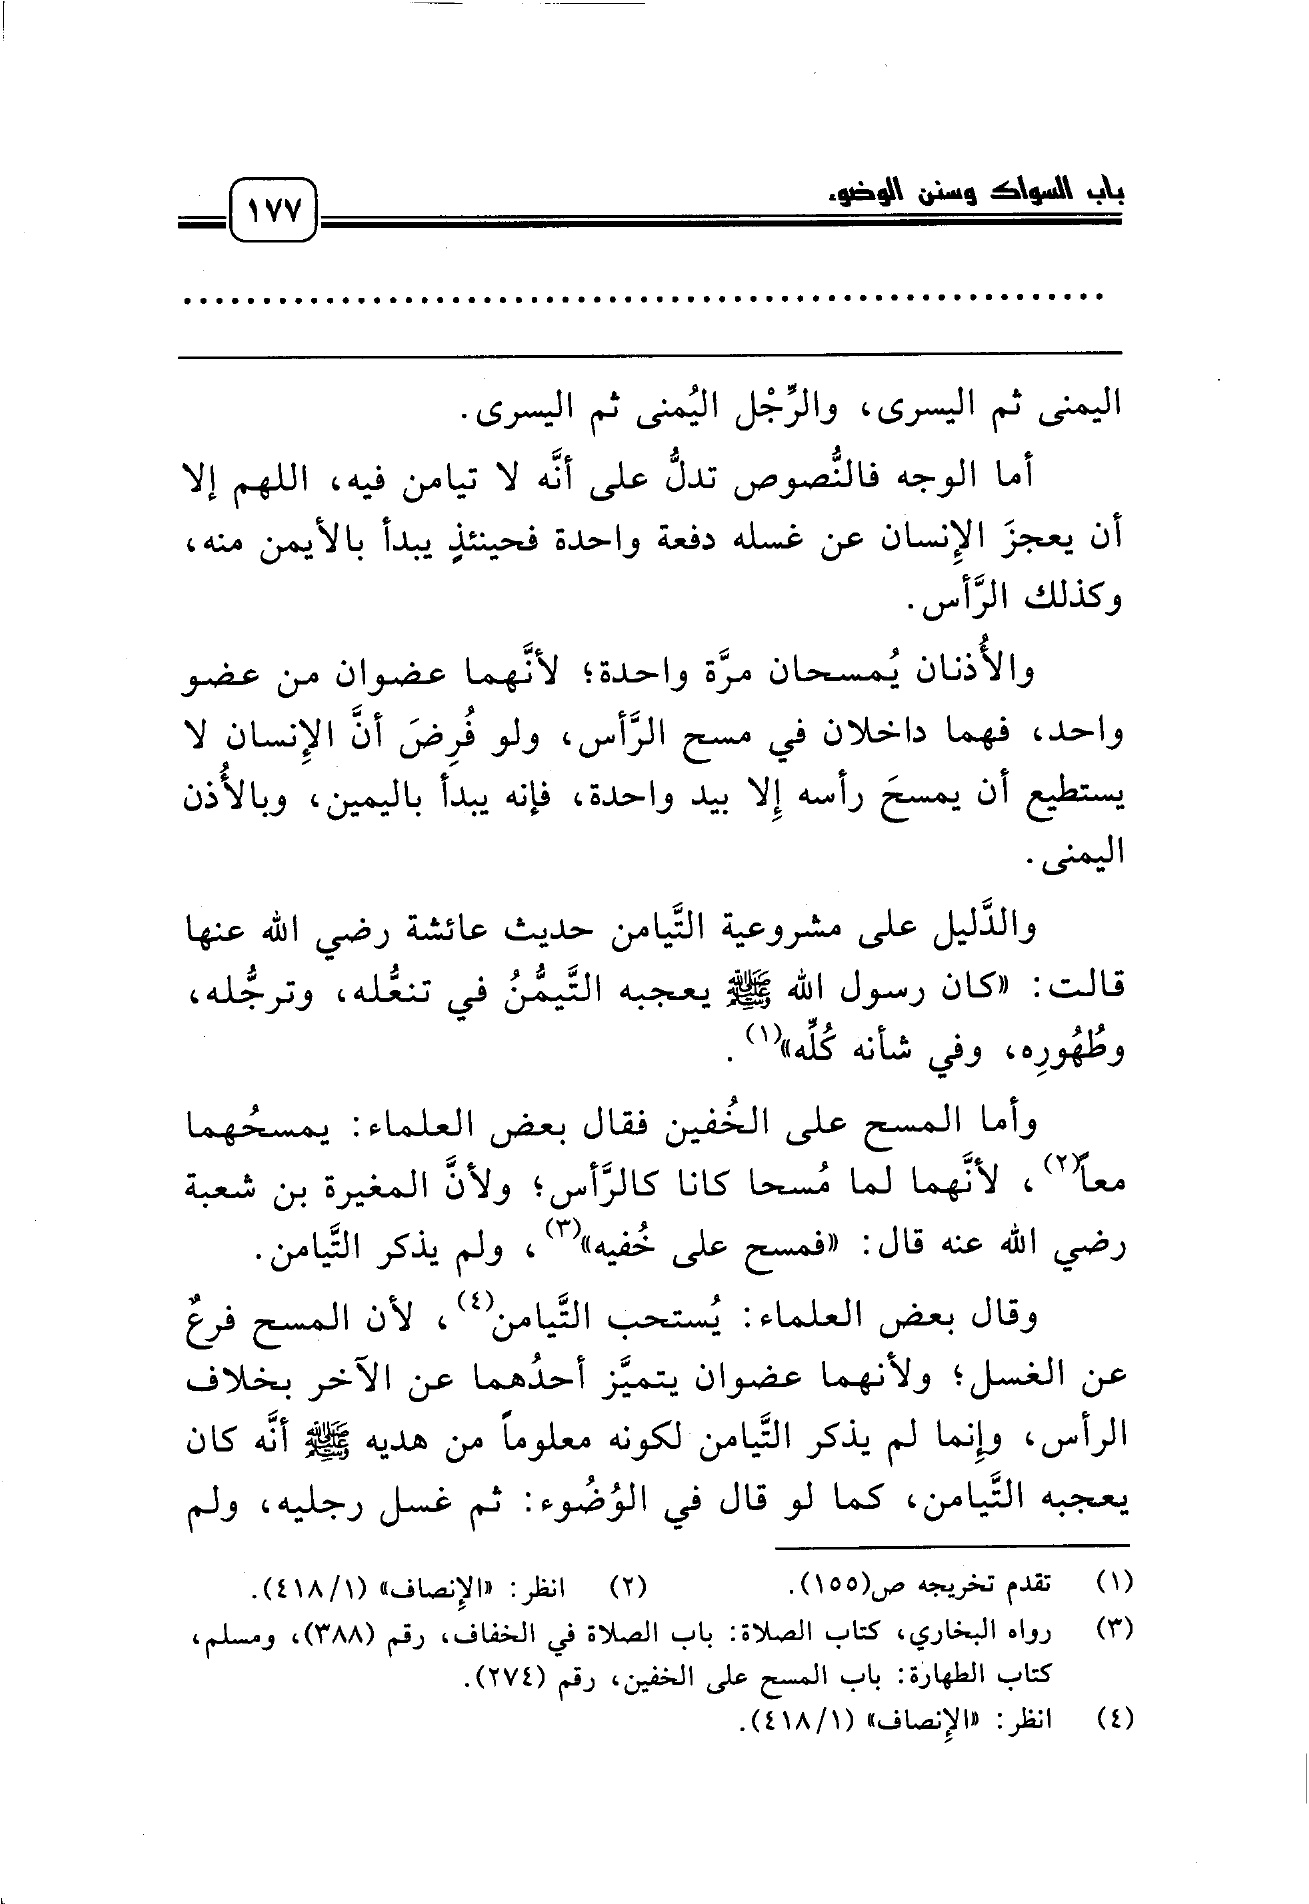 باب السواك وسنن الوضوء
١٧٧
اليمنى ثم اليسرى، والرِّجْل اليُمنى ثم اليسرى.
أما الوجه فالنُّصوص تدلُّ على أنَّه لا تيامن فيه، اللهم إلا
أن يعجزَ الإِنسان عن غسله دفعة واحدة فحينئذٍ يبدأ بالأيمن منه،
وكذلك الرَّأس.
والأُذنان يُمسحان مرَّة واحدة؛ لأنَّهما عضوان من عضو
واحد، فهما داخلان في مسح الرَّأس، ولو فُرِضَ أنَّ الإِنسان لا
يستطيع أن يمسحَ رأسه إِلا بيد واحدة، فإنه يبدأ باليمين، وبالأُذن
اليمنى.
والدَّليل على مشروعية التَّيامن حديث عائشة رضي الله عنها
قالت: «كان رسول الله ﷺ يعجبه التَّيمُّنُ في تنعُّله، وترجُّله،
وطُهُورِه، وفي شأنه كُلِّه»(١).
وأما المسح على الخُفين فقال بعض العلماء: يمسحُهما
معاً(٢)، لأنَّهما لما مُسحا كانا كالرَّأس؛ ولأنَّ المغيرة بن شعبة
رضي الله عنه قال: «فمسح على خُفيه»(٣)، ولم يذكر التَّيامن.
وقال بعض العلماء: يُستحب التَّيامن(٤)، لأن المسح فرعٌ
عن الغسل؛ ولأنهما عضوان يتميَّز أحدُهما عن الآخر بخلاف
الرأس، وإِنما لم يذكر التَّيامن لكونه معلوماً من هديه ﷺ أنَّه كان
يعجبه التَّيامن، كما لو قال في الوُضُوء: ثم غسل رجليه، ولم
(١) تقدم تخريجه ص(١٥٥). (٢) انظر: «الإِنصاف» (٤١٨/١).
(٣) رواه البخاري، كتاب الصلاة: باب الصلاة في الخفاف، رقم (٣٨٨)، ومسلم،
كتاب الطهارة: باب المسح على الخفين، رقم (٢٧٤).
(٤) انظر: «الإِنصاف» (٤١٨/١).